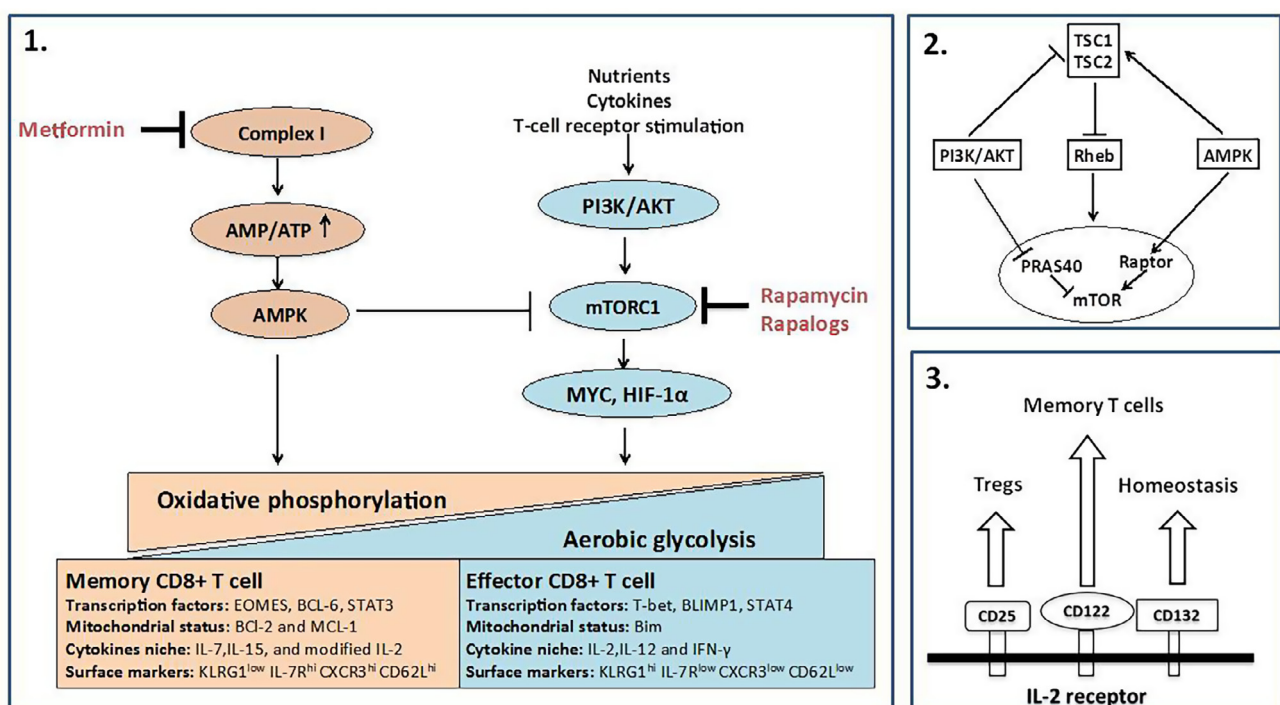 1.
Metformin
Complex I
AMP/ATP ↑
AMPK
Nutrients
Cytokines
T-cell receptor stimulation
PI3K/AKT
mTORC1
Rapamycin
Rapalogs
MYC, HIF-1α
Oxidative phosphorylation
Aerobic glycolysis
Memory CD8+ T cell
Transcription factors: EOMES, BCL-6, STAT3
Mitochondrial status: BCl-2 and MCL-1
Cytokines niche: IL-7,IL-15, and modified IL-2
Surface markers: KLRG1low IL-7Rhi CXCR3hi CD62Lhi
Effector CD8+ T cell
Transcription factors: T-bet, BLIMP1, STAT4
Mitochondrial status: Bim
Cytokine niche: IL-2,IL-12 and IFN-γ
Surface markers: KLRG1hi IL-7Rlow CXCR3low CD62Llow
2.
TSC1
TSC2
PI3K/AKT
Rheb
AMPK
PRAS40
Raptor
mTOR
3.
Memory T cells
Tregs
Homeostasis
CD25
CD122
CD132
IL-2 receptor